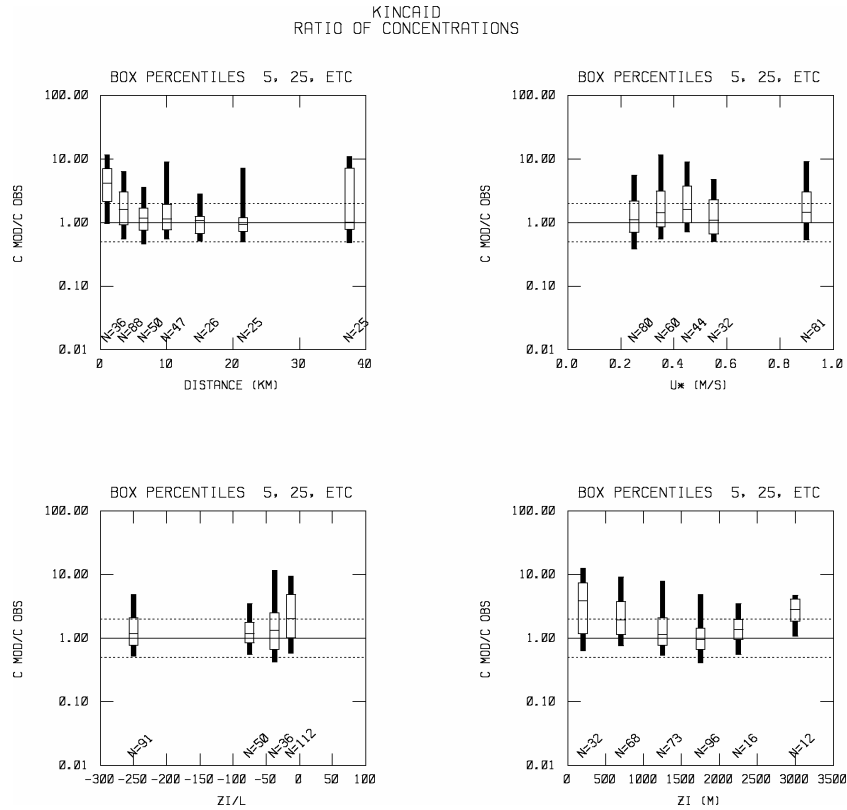 KINCAID
RATIO OF CONCENTRATIONS
BOX PERCENTILES 5, 25, ETC
100.00
10.00
1.00
0.10
0.01
C MOD/C OBS
N=36 N=88 N=50 N=47 N=26 N=25 N=25
0 10 20 30 40
DISTANCE (KM)
BOX PERCENTILES 5, 25, ETC
100.00
10.00
1.00
0.10
0.01
C MOD/C OBS
N=80 N=60 N=44 N=32 N=81
0.0 0.2 0.4 0.6 0.8 1.0
U* (M/S)
BOX PERCENTILES 5, 25, ETC
100.00
10.00
1.00
0.10
0.01
C MOD/C OBS
N=91 N=50 N=36 N=112
-300 -250 -200 -150 -100 -50 0 50 100
ZI/L
BOX PERCENTILES 5, 25, ETC
100.00
10.00
1.00
0.10
0.01
C MOD/C OBS
N=32 N=68 N=73 N=96 N=16 N=12
0 500 1000 1500 2000 2500 3000 3500
ZI (M)